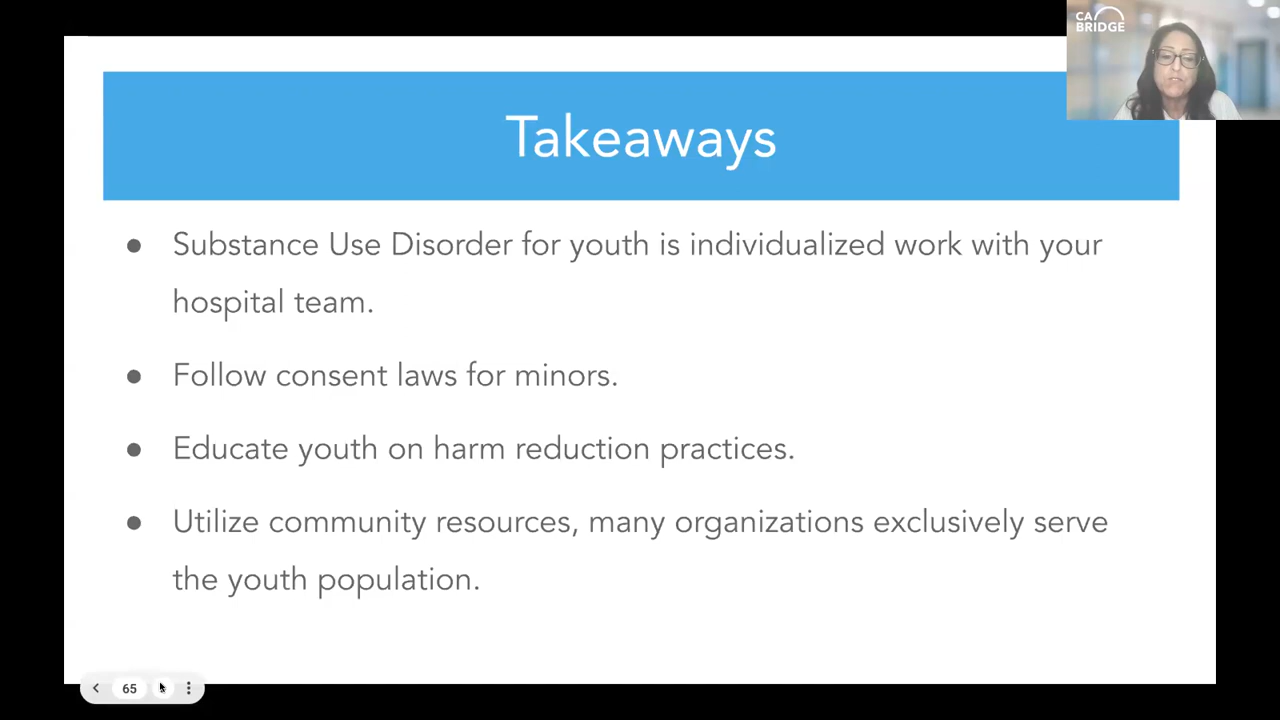 CA
BRIDGE
Takeaways
● Substance Use Disorder for youth is individualized work with your
hospital team.
● Follow consent laws for minors.
● Educate youth on harm reduction practices.
● Utilize community resources, many organizations exclusively serve
the youth population.
65